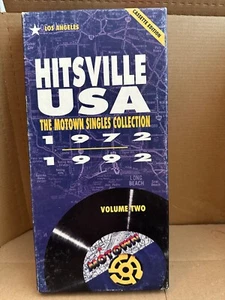 LOS ANGELES
CASSETTE EDITION
HITSVILLE
USA
THE MOTOWN SINGLES COLLECTION
1972
1992
LONG
BEACH
VOLUME TWO
MOTOWN